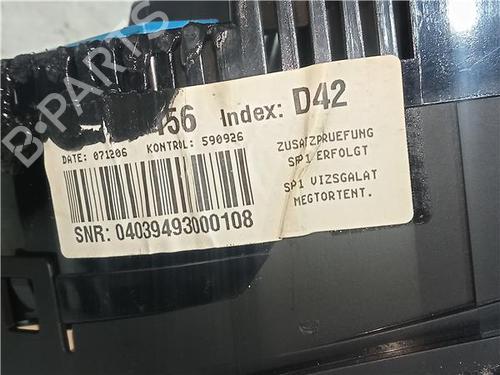 B-PARTS
456 Index: D42
DATE: 071206 KONTROL: 590926
ZUSATZPRUEFUNG
SP1 ERFOLGT
SP1 VIZSGALAT
MEGTORTENT.
SNR: 04039493000108